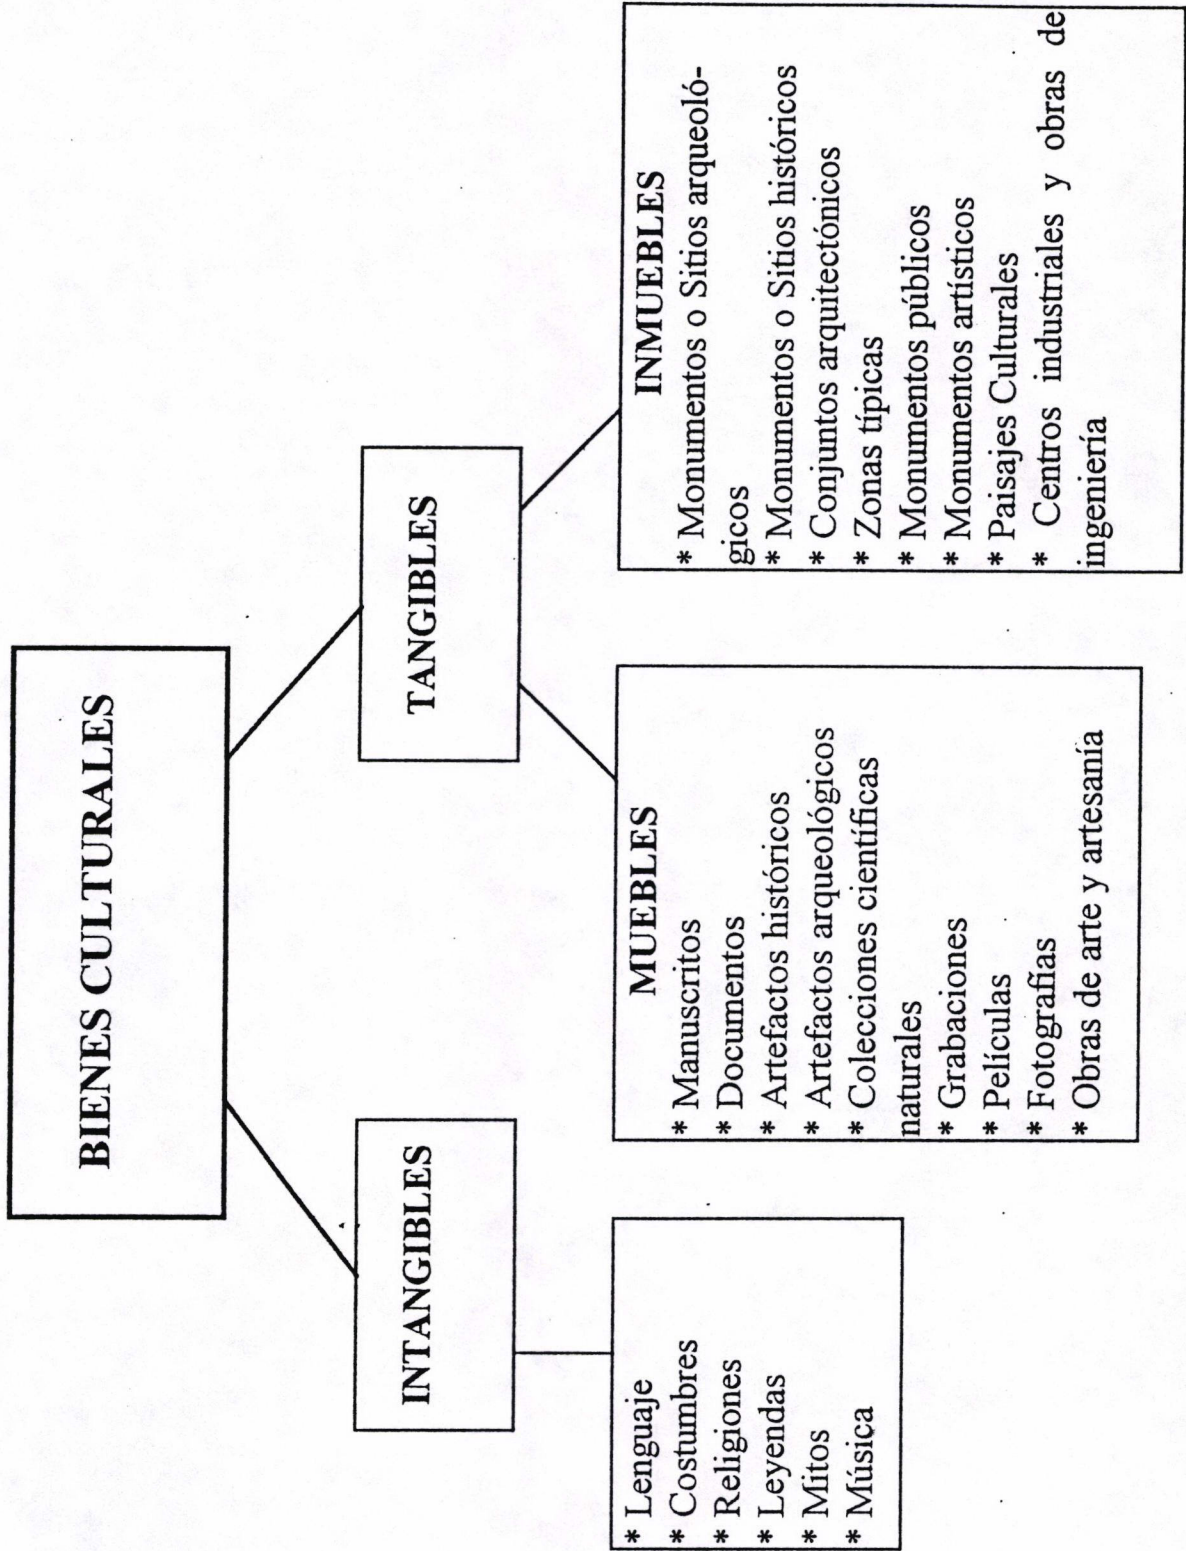 BIENES CULTURALES
INTANGIBLES
TANGIBLES
* Lenguaje
* Costumbres
* Religiones
* Leyendas
* Mitos
* Música
MUEBLES
* Manuscritos
* Documentos
* Artefactos históricos
* Artefactos arqueológicos
* Colecciones científicas
naturales
* Grabaciones
* Películas
* Fotografías
* Obras de arte y artesanía
INMUEBLES
* Monumentos o Sitios arqueoló-
gicos
* Monumentos o Sitios históricos
* Conjuntos arquitectónicos
* Zonas típicas
* Monumentos públicos
* Monumentos artísticos
* Paisajes Culturales
* Centros industriales y obras de
ingeniería